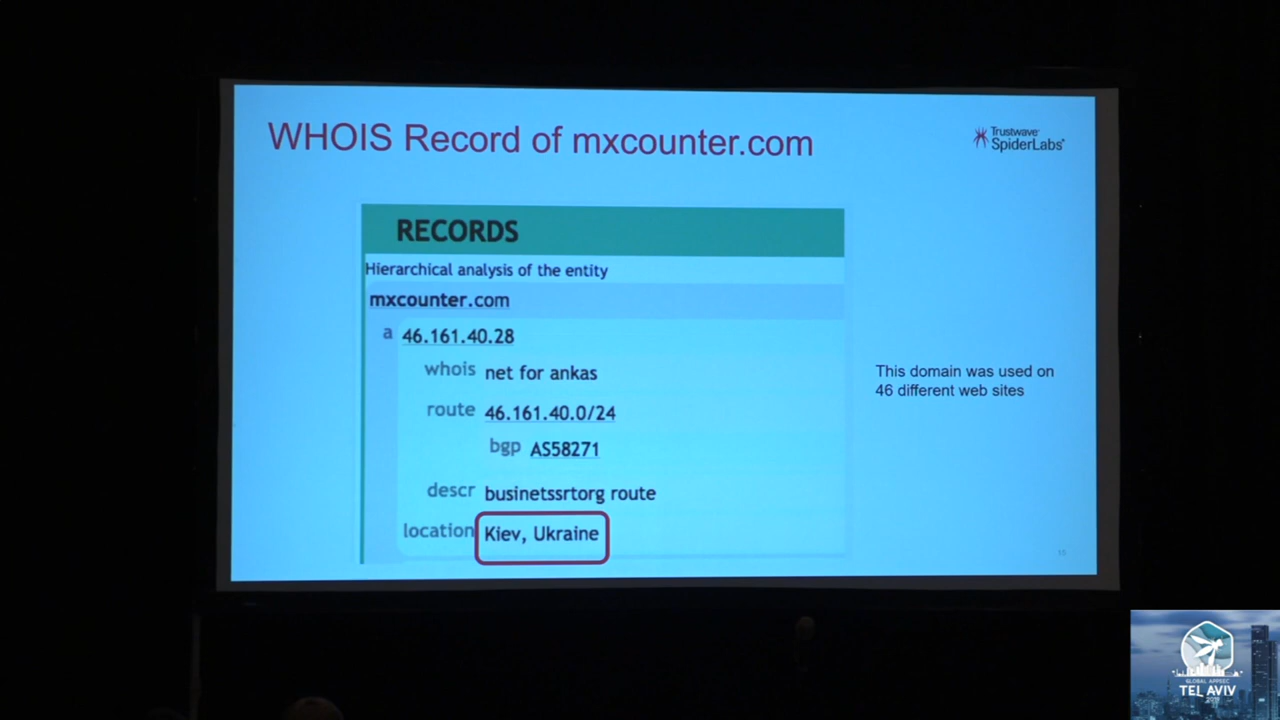 WHOIS Record of mxcounter.com
Trustwave
SpiderLabs
RECORDS
Hierarchical analysis of the entity
mxcounter.com
a 46.161.40.28
whois net for ankas
route 46.161.40.0/24
bgp AS58271
descr businetssrtorg route
location Kiev, Ukraine
This domain was used on
46 different web sites
15
GLOBAL APPSEC
TEL AVIV